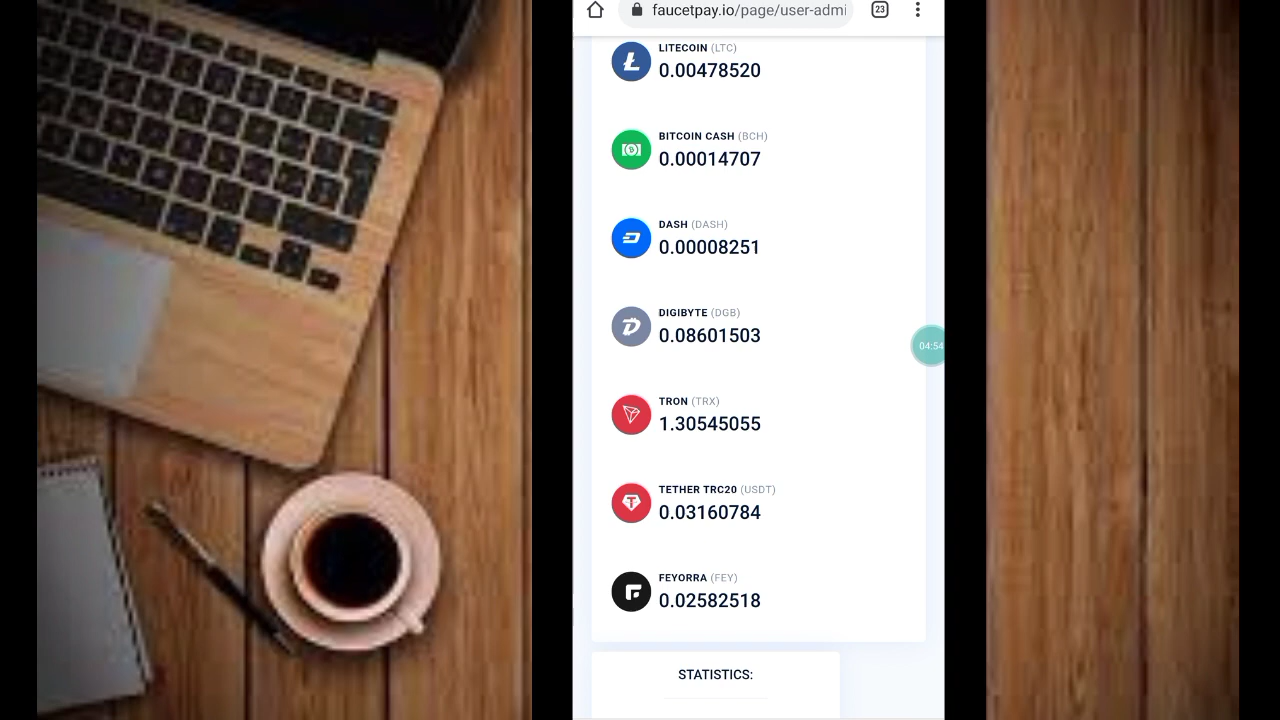 23
faucetpay.io/page/user-admi
LITECOIN (LTC)
0.00478520
BITCOIN CASH (BCH)
0.00014707
DASH (DASH)
0.00008251
DIGIBYTE (DGB)
0.08601503
04:54
TRON (TRX)
1.30545055
TETHER TRC20 (USDT)
0.03160784
FEYORRA (FEY)
0.02582518
STATISTICS: